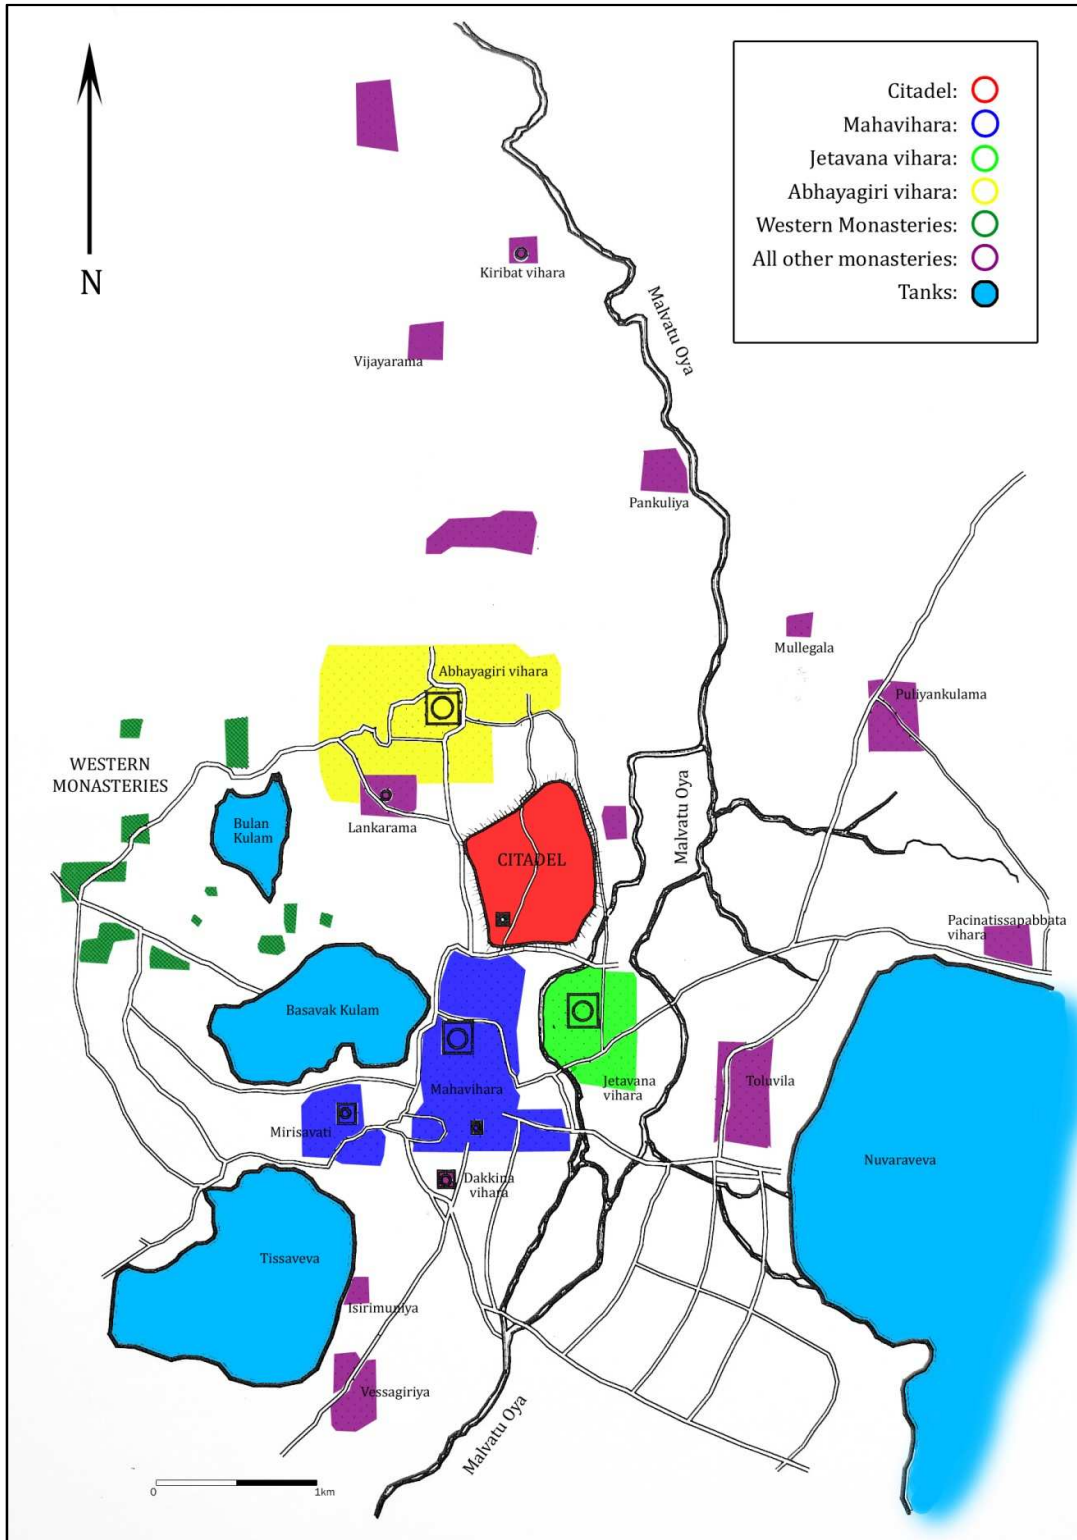 Citadel:
Mahavihara:
Jetavana vihara:
Abhayagiri vihara:
Western Monasteries:
All other monasteries:
Tanks:
N
Kiribat vihara
Malvatu Oya
Vijayarama
Pankuliya
Mullegala
Abhayagiri vihara
Puliyankulama
WESTERN
MONASTERIES
Bulan
Kulam
Lankarama
Malvatu Oya
CITADEL
Pacinatissapabbata
vihara
Basavak Kulam
Mahavihara
Jetavana
vihara
Toluvila
Mirisavati
Nuvaraveva
Dakkina
vihara
Tissaveva
Isirimuniya
Vessagiriya
Malvatu Oya
0
1km